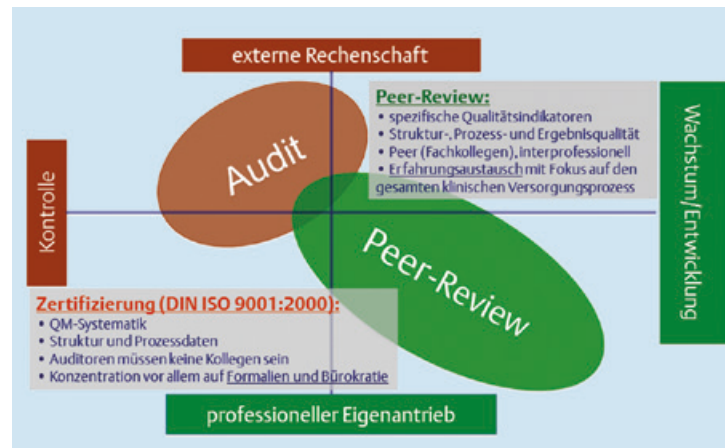 externe Rechenschaft
Peer-Review:
• spezifische Qualitätsindikatoren
• Struktur-, Prozess- und Ergebnisqualität
• Peer (Fachkollegen), interprofessionell
• Erfahrungsaustausch mit Fokus auf den
gesamten klinischen Versorgungsprozess
Audit
Kontrolle
Wachstum/Entwicklung
Peer-Review
Zertifizierung (DIN ISO 9001:2000):
• QM-Systematik
• Struktur und Prozessdaten
• Auditoren müssen keine Kollegen sein
• Konzentration vor allem auf Formalien und Bürokratie
professioneller Eigenantrieb